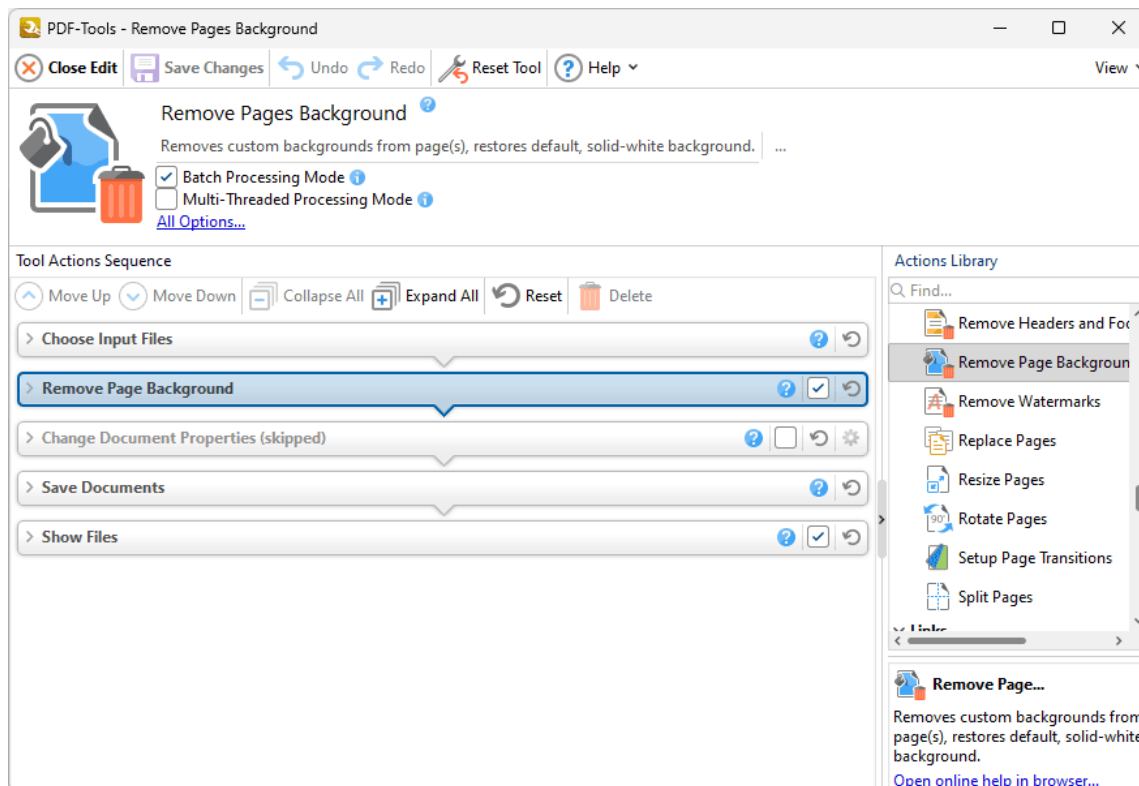 PDF-Tools - Remove Pages Background
Close Edit Save Changes Undo Redo Reset Tool Help View
Remove Pages Background
Removes custom backgrounds from page(s), restores default, solid-white background. ...
Batch Processing Mode
Multi-Threaded Processing Mode
All Options...
Tool Actions Sequence
Move Up Move Down Collapse All Expand All Reset Delete
Choose Input Files
Remove Page Background
Change Document Properties (skipped)
Save Documents
Show Files
Actions Library
Find...
Remove Headers and Foo
Remove Page Backgroun
Remove Watermarks
Replace Pages
Resize Pages
90°
Rotate Pages
Setup Page Transitions
Split Pages
Links
Remove Page...
Removes custom backgrounds from
page(s), restores default, solid-white
background.
Open online help in browser...